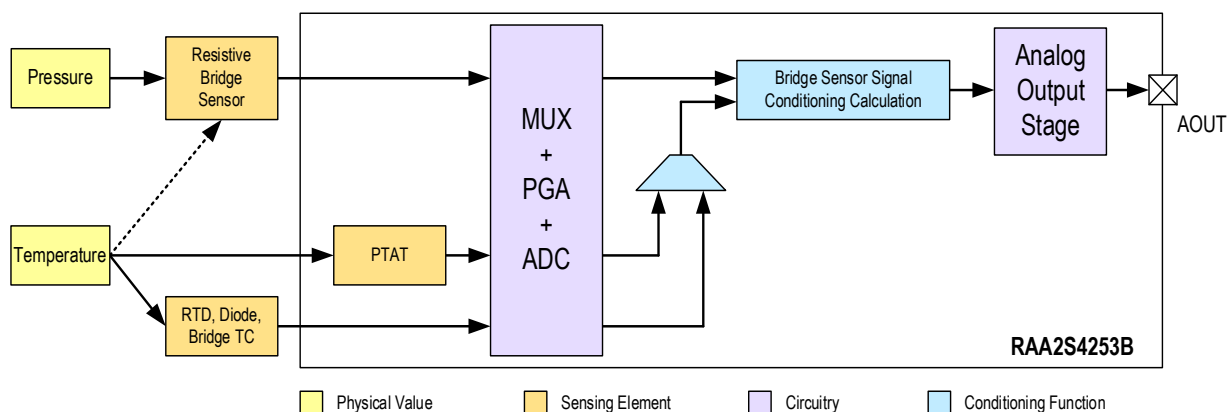 Pressure
Resistive
Bridge
Sensor
MUX
+
PGA
+
ADC
Bridge Sensor Signal
Conditioning Calculation
Analog
Output
Stage
AOUT
Temperature
PTAT
RTD, Diode,
Bridge TC
RAA2S4253B
Physical Value
Sensing Element
Circuitry
Conditioning Function